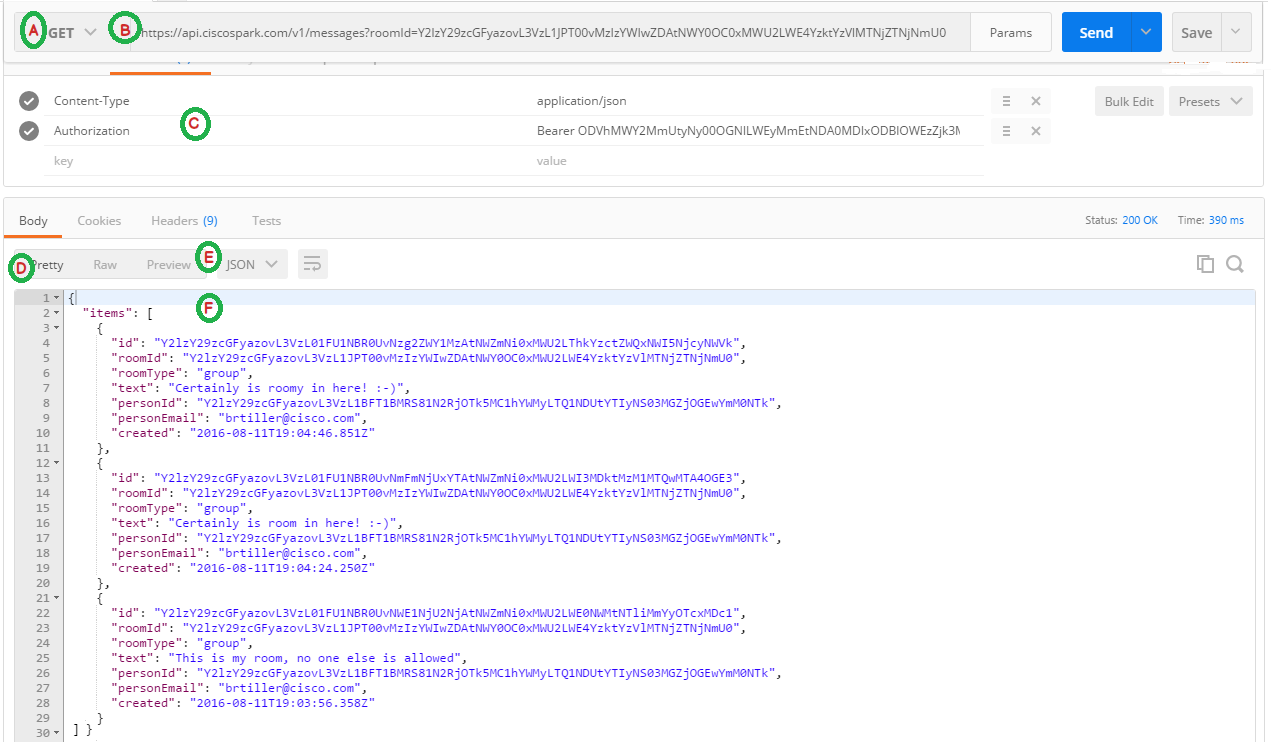 A GET B https://api.ciscospark.com/v1/messages?roomId=Y2lzY29zcGFyazovL3VzL1JPT00vMzIzYWIwZDAtNWY0OC0xMWU2LWE4YzktYzVlMTNjZTNjNmU0 Params Send Save
Content-Type application/json Bulk Edit Presets
Authorization C Bearer ODVhMWY2MmUtyNy00OGNILWEyMmEtNDA0MDIxODBlOWEzZjk3M
key value
Body Cookies Headers (9) Tests Status: 200 OK Time: 390 ms
D Pretty Raw Preview E JSON
F
1 {
2 "items": [
3 {
4 "id": "Y2lzY29zcGFyazovL3VzL01FU1NBR0UvNzg2ZWY1MzAtNWZmNi0xMWU2LThkYzctZWQxNWI5NjcyNWVk",
5 "roomId": "Y2lzY29zcGFyazovL3VzL1JPT00vMzIzYWIwZDAtNWY0OC0xMWU2LWE4YzktYzVlMTNjZTNjNmU0",
6 "roomType": "group",
7 "text": "Certainly is roomy in here! :-)",
8 "personId": "Y2lzY29zcGFyazovL3VzL1BFT1BMRS81N2RjOTk5MC1hYWMyLTQ1NDUtYTIyNS03MGZjOGEwYmM0NTk",
9 "personEmail": "brtiller@cisco.com",
10 "created": "2016-08-11T19:04:46.851Z"
11 },
12 {
13 "id": "Y2lzY29zcGFyazovL3VzL01FU1NBR0UvNmFmNjUxYTAtNWZmNi0xMWU2LWI3MDktMzM1MTQwMTA4OGE3",
14 "roomId": "Y2lzY29zcGFyazovL3VzL1JPT00vMzIzYWIwZDAtNWY0OC0xMWU2LWE4YzktYzVlMTNjZTNjNmU0",
15 "roomType": "group",
16 "text": "Certainly is room in here! :-)",
17 "personId": "Y2lzY29zcGFyazovL3VzL1BFT1BMRS81N2RjOTk5MC1hYWMyLTQ1NDUtYTIyNS03MGZjOGEwYmM0NTk",
18 "personEmail": "brtiller@cisco.com",
19 "created": "2016-08-11T19:04:24.250Z"
20 },
21 {
22 "id": "Y2lzY29zcGFyazovL3VzL01FU1NBR0UvNWE1NjU2NjAtNWZmNi0xMWU2LWE0NWMtNTliMmYyOTcxMDc1",
23 "roomId": "Y2lzY29zcGFyazovL3VzL1JPT00vMzIzYWIwZDAtNWY0OC0xMWU2LWE4YzktYzVlMTNjZTNjNmU0",
24 "roomType": "group",
25 "text": "This is my room, no one else is allowed",
26 "personId": "Y2lzY29zcGFyazovL3VzL1BFT1BMRS81N2RjOTk5MC1hYWMyLTQ1NDUtYTIyNS03MGZjOGEwYmM0NTk",
27 "personEmail": "brtiller@cisco.com",
28 "created": "2016-08-11T19:03:56.358Z"
29 }
30 ] }